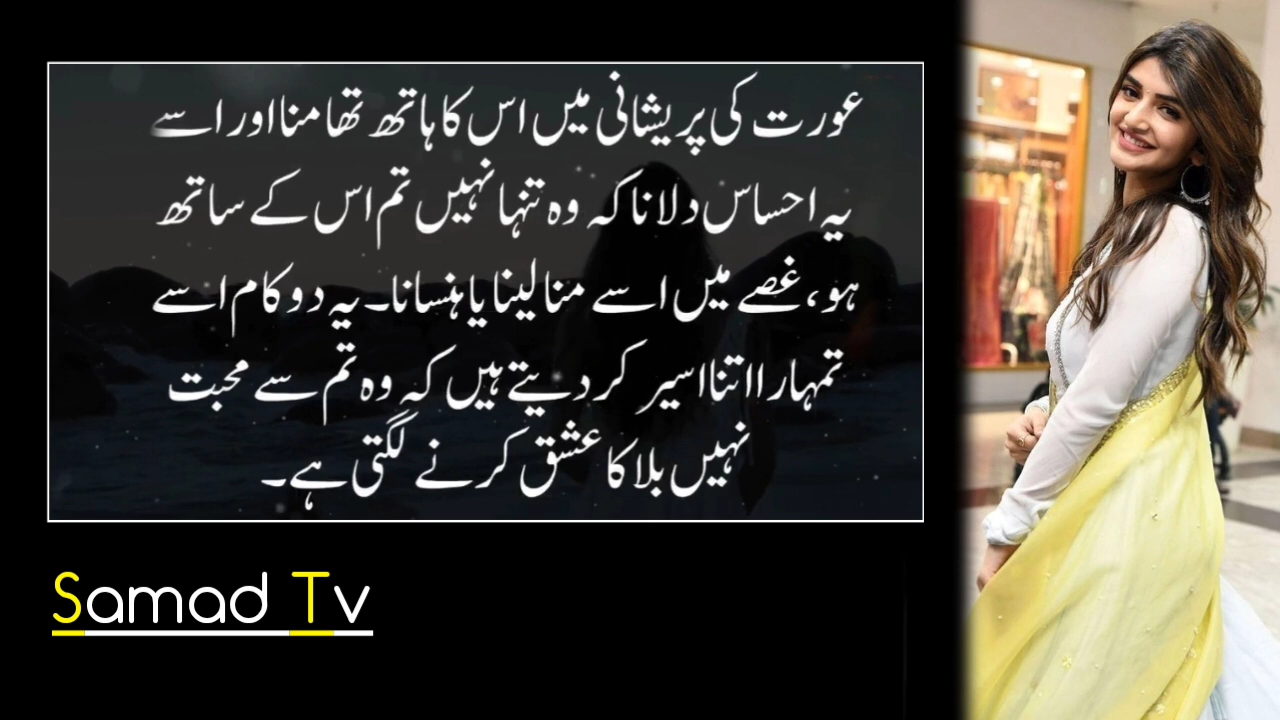 عورت کی پریشانی میں اس کا ہاتھ تھامنا اور اسے
یہ احساس دلانا کہ وہ تنہا نہیں تم اس کے ساتھ
ہو، غصے میں اسے منا لینا یا ہنسانا۔ یہ دو کام اسے
تمہارا اتنا اسیر کر دیتے ہیں کہ وہ تم سے محبت
نہیں بلا کا عشق کرنے لگتی ہے۔
Samad Tv